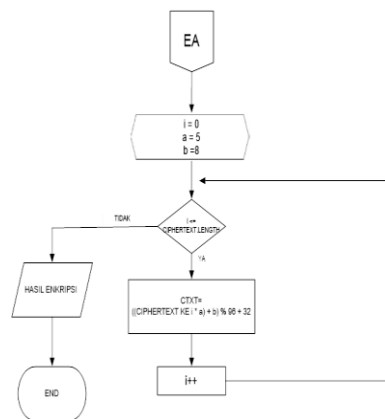 EA
i = 0
a = 5
b =8
CIPHERTEXT.LENGTH
TIDAK
YA
HASIL ENKRIPSI
CTXT=
((CIPHERTEXT KE i * a) + b) % 96 + 32
END
i++